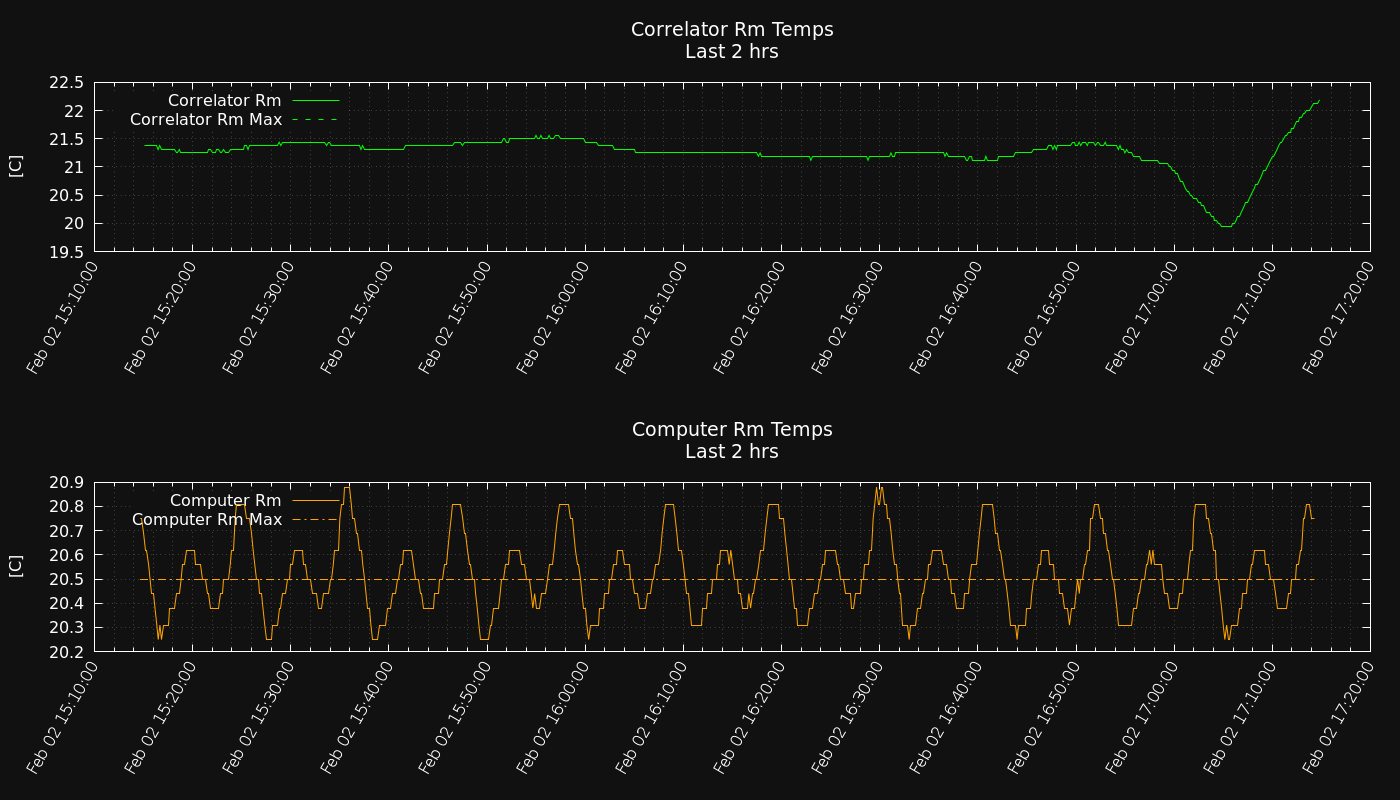 Correlator Rm Temps
Last 2 hrs
22.5
22
21.5
21
20.5
20
19.5
[C]
Correlator Rm
Correlator Rm Max
Feb 02 15:10:00
Feb 02 15:20:00
Feb 02 15:30:00
Feb 02 15:40:00
Feb 02 15:50:00
Feb 02 16:00:00
Feb 02 16:10:00
Feb 02 16:20:00
Feb 02 16:30:00
Feb 02 16:40:00
Feb 02 16:50:00
Feb 02 17:00:00
Feb 02 17:10:00
Feb 02 17:20:00
Computer Rm Temps
Last 2 hrs
20.9
20.8
20.7
20.6
20.5
20.4
20.3
20.2
[C]
Computer Rm
Computer Rm Max
Feb 02 15:10:00
Feb 02 15:20:00
Feb 02 15:30:00
Feb 02 15:40:00
Feb 02 15:50:00
Feb 02 16:00:00
Feb 02 16:10:00
Feb 02 16:20:00
Feb 02 16:30:00
Feb 02 16:40:00
Feb 02 16:50:00
Feb 02 17:00:00
Feb 02 17:10:00
Feb 02 17:20:00